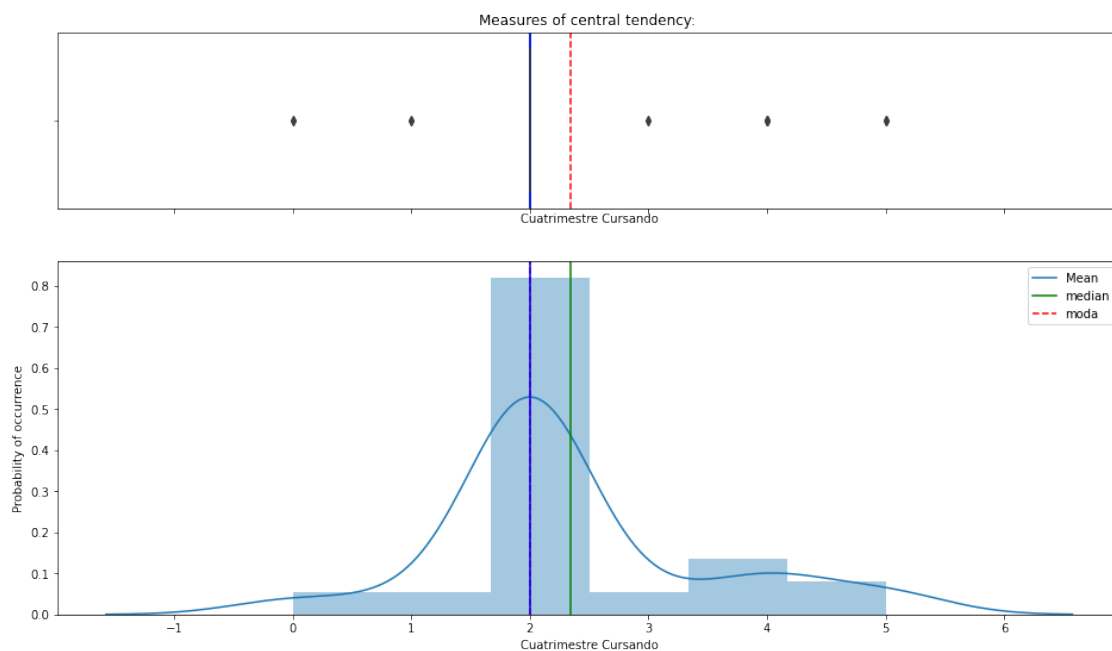 Measures of central tendency:
Cuatrimestre Cursando
Mean
median
moda
Probability of occurrence
0.8
0.7
0.6
0.5
0.4
0.3
0.2
0.1
0.0
−1
0
1
2
3
4
5
6
Cuatrimestre Cursando